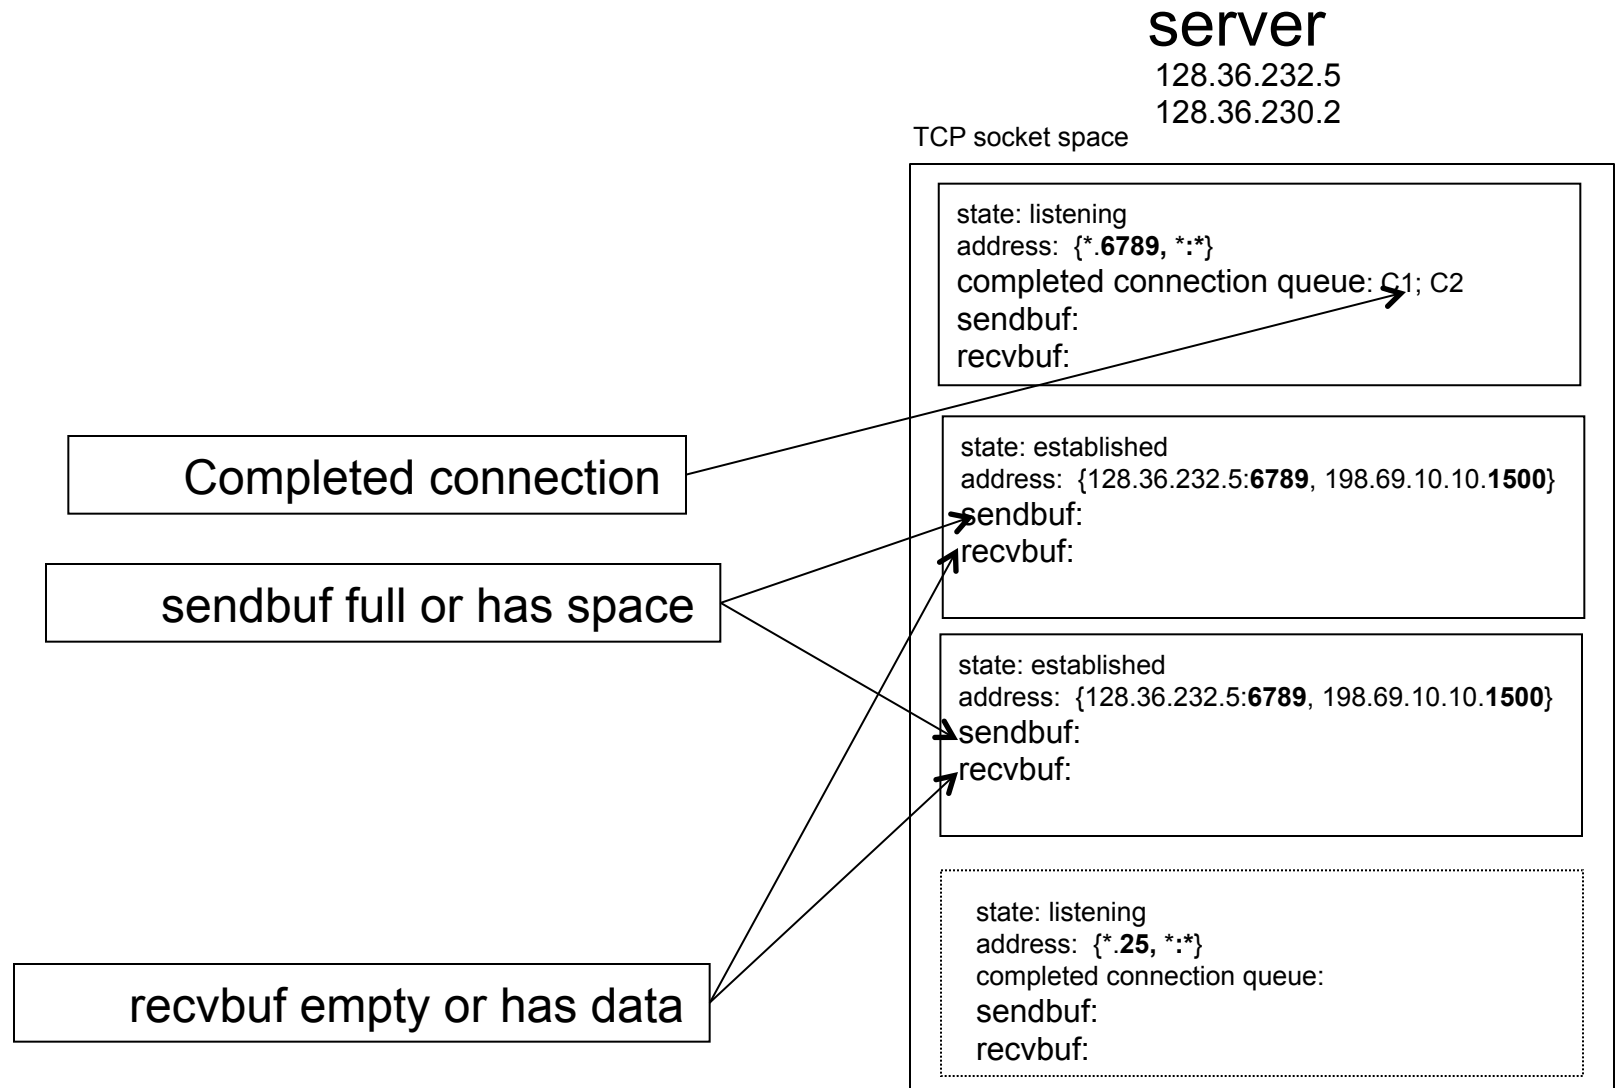 server
128.36.232.5
128.36.230.2
TCP socket space
state: listening
address: {*.6789, *:*}
completed connection queue: C1; C2
sendbuf:
recvbuf:
Completed connection
state: established
address: {128.36.232.5:6789, 198.69.10.10.1500}
sendbuf:
recvbuf:
sendbuf full or has space
state: established
address: {128.36.232.5:6789, 198.69.10.10.1500}
sendbuf:
recvbuf:
recvbuf empty or has data
state: listening
address: {*.25, *:*}
completed connection queue:
sendbuf:
recvbuf: